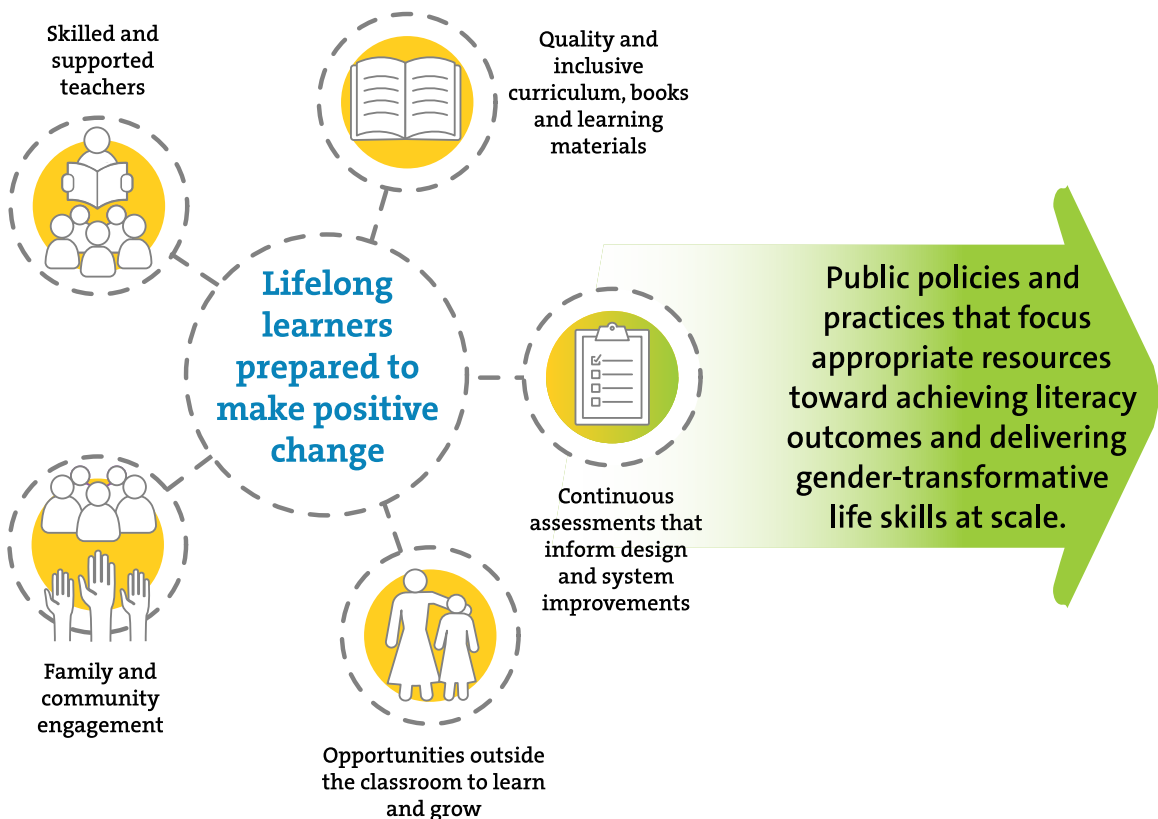 Skilled and
supported
teachers
Quality and
inclusive
curriculum, books
and learning
materials
Lifelong
learners
prepared to
make positive
change
Public policies and
practices that focus
appropriate resources
toward achieving literacy
outcomes and delivering
gender-transformative
life skills at scale.
Continuous
assessments that
inform design
and system
improvements
Family and
community
engagement
Opportunities outside
the classroom to learn
and grow